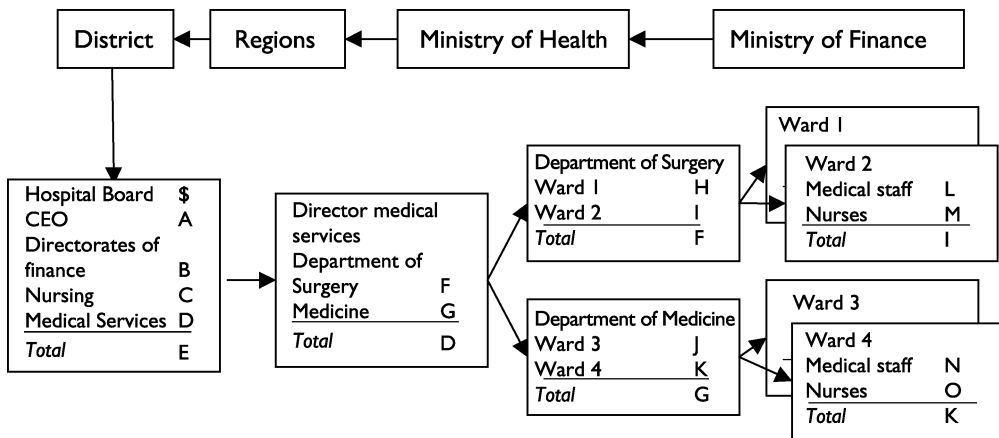 District
Regions
Ministry of Health
Ministry of Finance
Hospital Board $
CEO A
Directorates of
finance B
Nursing C
Medical Services D
Total E
Director medical
services
Department of
Surgery F
Medicine G
Total D
Department of Surgery
Ward 1 H
Ward 2 I
Total F
Department of Medicine
Ward 3 J
Ward 4 K
Total G
Ward 1
Ward 2
Medical staff L
Nurses M
Total I
Ward 3
Ward 4
Medical staff N
Nurses O
Total K